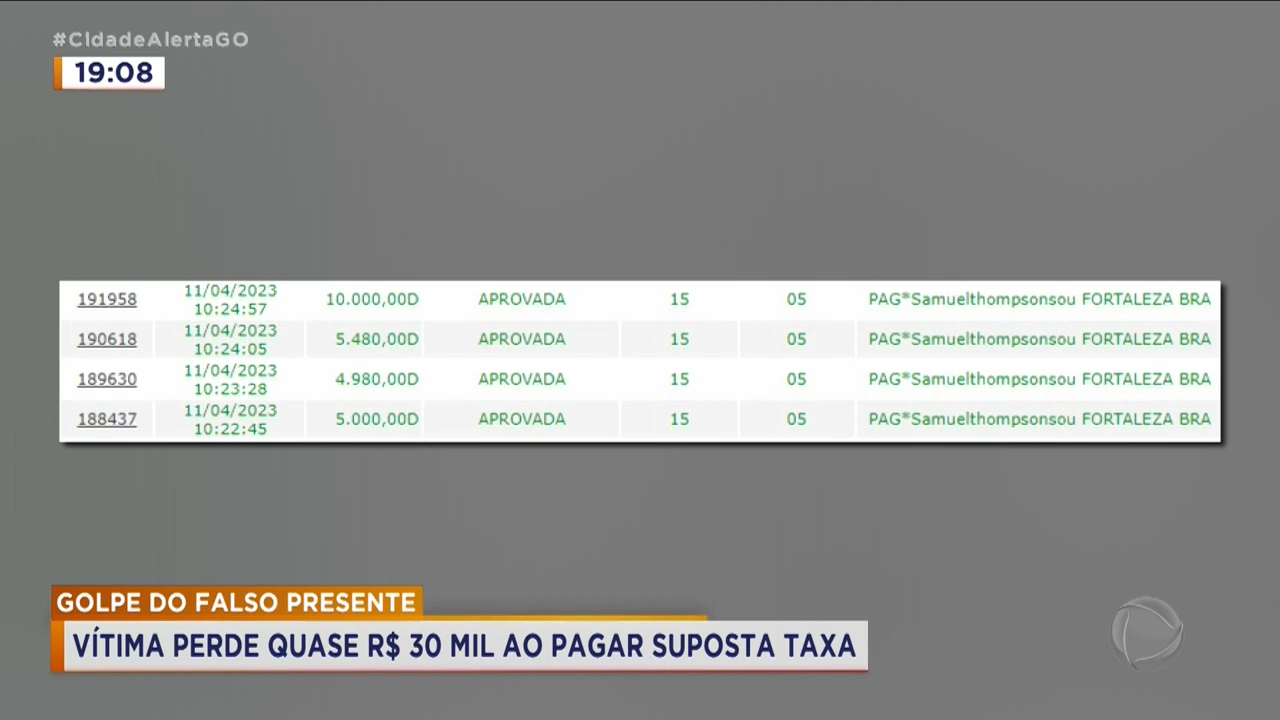 #CidadeAlertaGO
19:08
191958 11/04/2023 10:24:57 10.000,00D APROVADA 15 05 PAG*Samuelthompsonsou FORTALEZA BRA
190618 11/04/2023 10:24:05 5.480,00D APROVADA 15 05 PAG*Samuelthompsonsou FORTALEZA BRA
189630 11/04/2023 10:23:28 4.980,00D APROVADA 15 05 PAG*Samuelthompsonsou FORTALEZA BRA
188437 11/04/2023 10:22:45 5.000,00D APROVADA 15 05 PAG*Samuelthompsonsou FORTALEZA BRA
GOLPE DO FALSO PRESENTE
VÍTIMA PERDE QUASE R$ 30 MIL AO PAGAR SUPOSTA TAXA